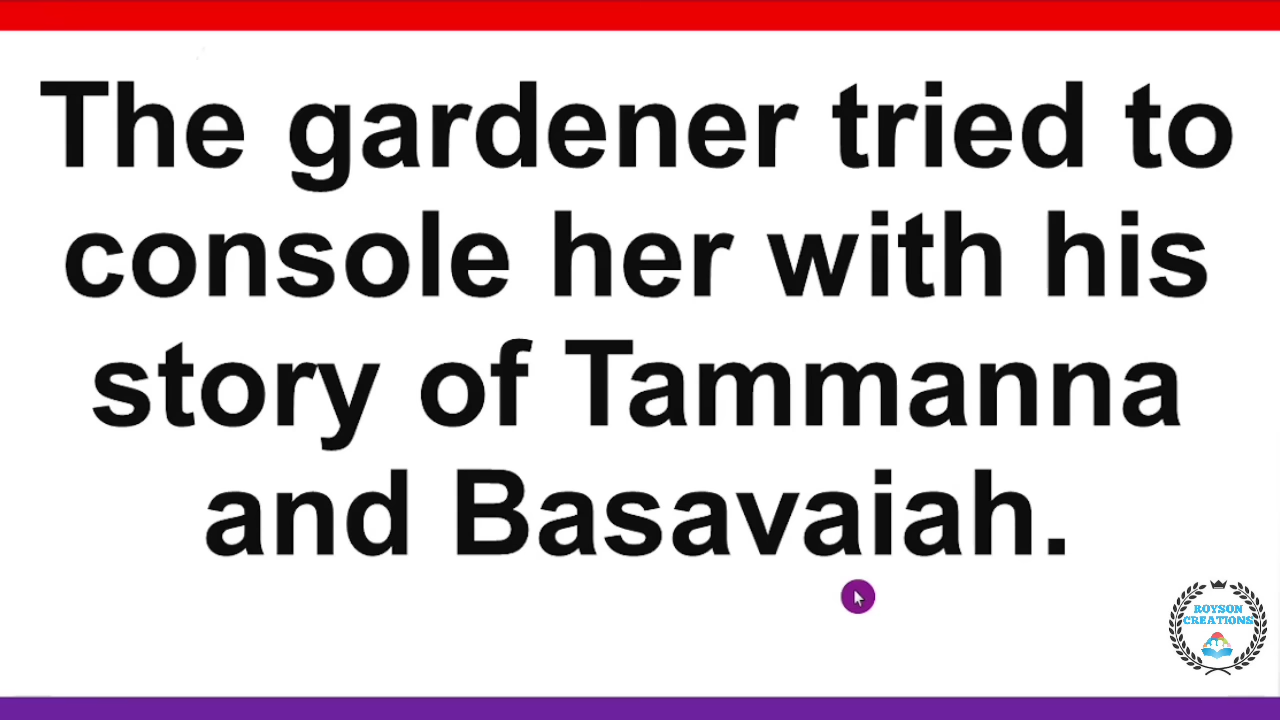 The gardener tried to
console her with his
story of Tammanna
and Basavaiah.
ROYSON
CREATIONS